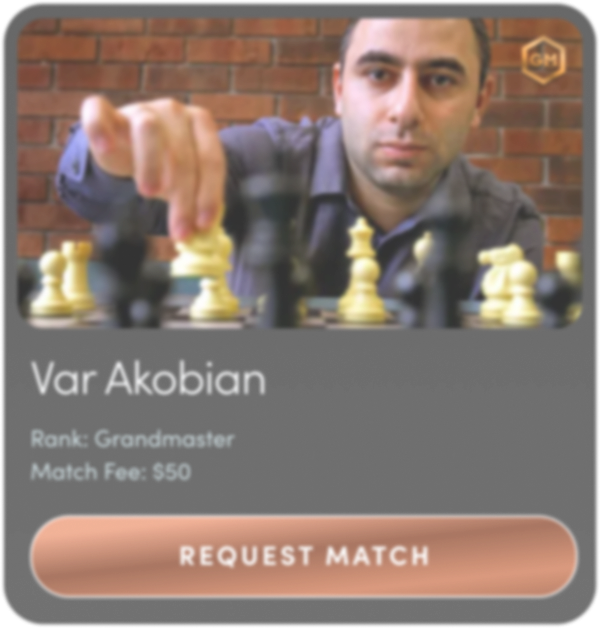 GM
Var Akobian
Rank: Grandmaster
Match Fee: $50
REQUEST MATCH